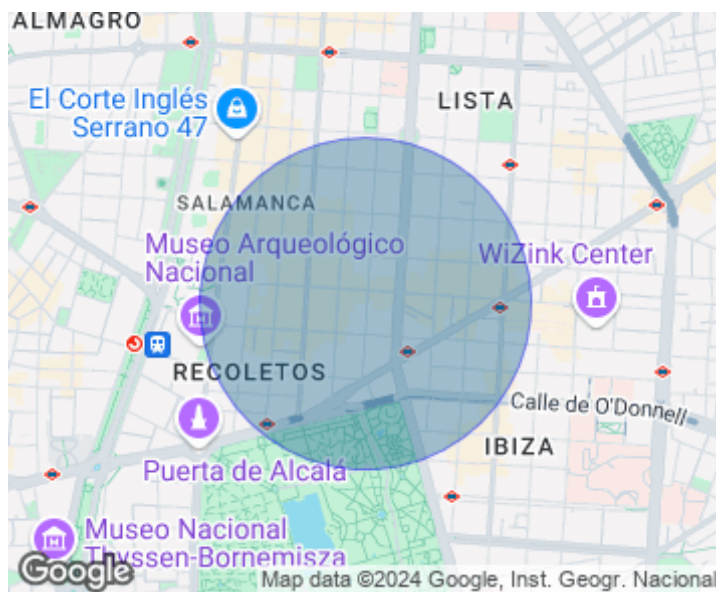 ALMAGRO
El Corte Inglés
Serrano 47
LISTA
SALAMANCA
Museo Arqueológico
Nacional
WiZink Center
RECOLETOS
Calle de O'Donnell
Puerta de Alcalá
IBIZA
Museo Nacional
Thyssen-Bornemisza
Google
Map data ©2024 Google, Inst. Geogr. Nacional